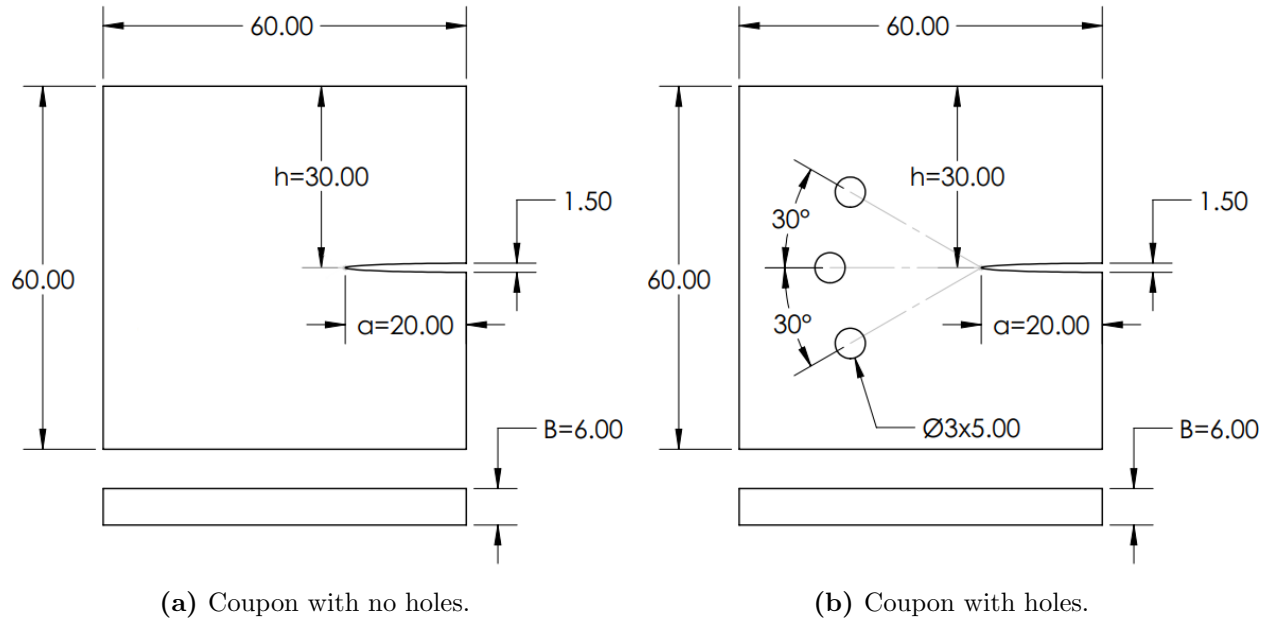 60.00
h=30.00
1.50
60.00
a=20.00
B=6.00
(a) Coupon with no holes.
60.00
h=30.00
30°
1.50
60.00
30°
a=20.00
Ø3x5.00
B=6.00
(b) Coupon with holes.